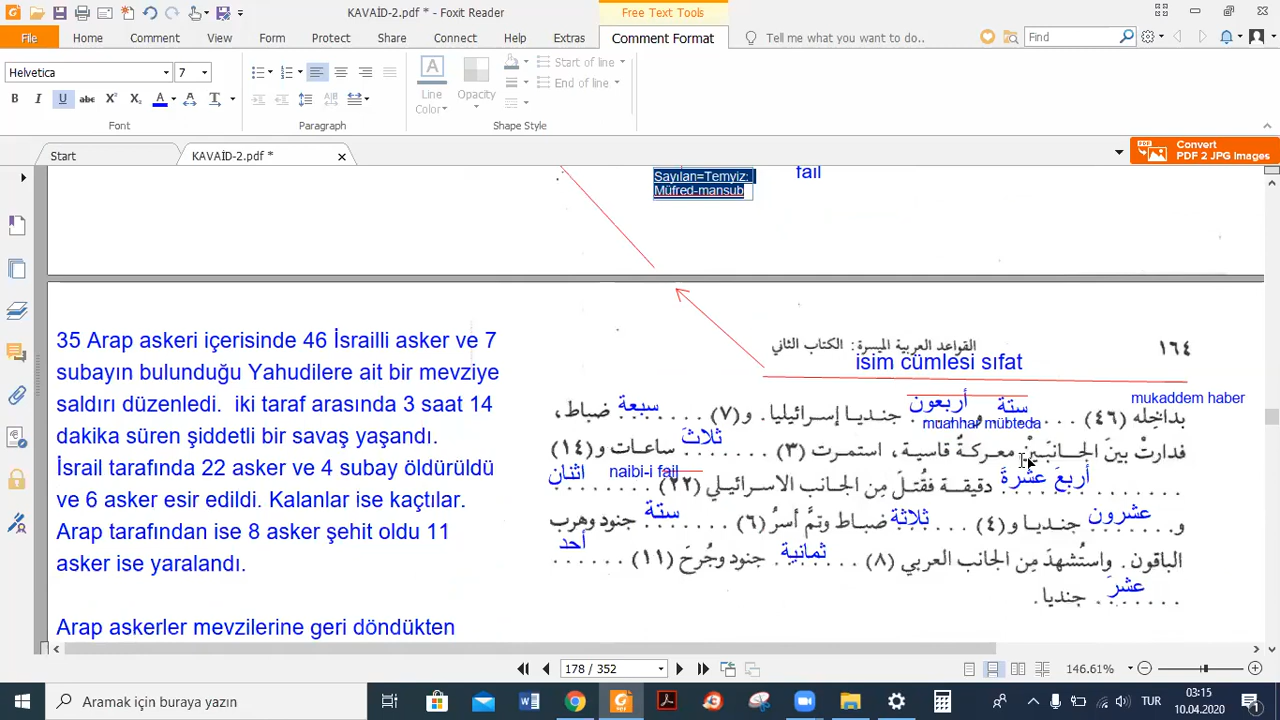 KAVAİD-2.pdf * - Foxit Reader
Free Text Tools
File Home Comment View Form Protect Share Connect Help Extras Comment Format Tell me what you want to do.. Find
Helvetica 7
Line Color
Opacity
Start of line
End of line
Font Paragraph Shape Style
Start KAVAİD-2.pdf *
Convert PDF 2 JPG Images
Sayılan=Temyiz:
Müfred-mansub
fail
القواعد العربية الميسرة: الكتاب الثاني ١٦٤
isim cümlesi sıfat
mukaddem haber
بداخِله (٤٦) . . . ستة و أربعون جنديا إسرائيليا. و(٧) سبعة ضباط،
muahhar mübteda
فدارتْ بينَ الجانبَيْنِ معركةٌ قاسية، استمرت (٣) ثلاثَ ساعات و(١٤)
أربعَ عشْرةَ دقيقة فقُتلَ مِن الجانب الاسرائيلي (٢٢) اثنان
naibi-i fail
و عشرون جنديا و(٤) ثلاثة ضباط وتمَّ أسرُ (٦) ستة جنود وهرب
الباقون. واستُشهدَ مِن الجانب العربي (٨) ثمانية جنود وجُرحَ (١١) أحد
عشرَ جنديا.
35 Arap askeri içerisinde 46 İsrailli asker ve 7
subayın bulunduğu Yahudilere ait bir mevziye
saldırı düzenledi. iki taraf arasında 3 saat 14
dakika süren şiddetli bir savaş yaşandı.
İsrail tarafında 22 asker ve 4 subay öldürüldü
ve 6 asker esir edildi. Kalanlar ise kaçtılar.
Arap tarafından ise 8 asker şehit oldu 11
asker ise yaralandı.
Arap askerler mevzilerine geri döndükten
178 / 352
146.61%
Aramak için buraya yazın
TUR
03:15
10.04.2020